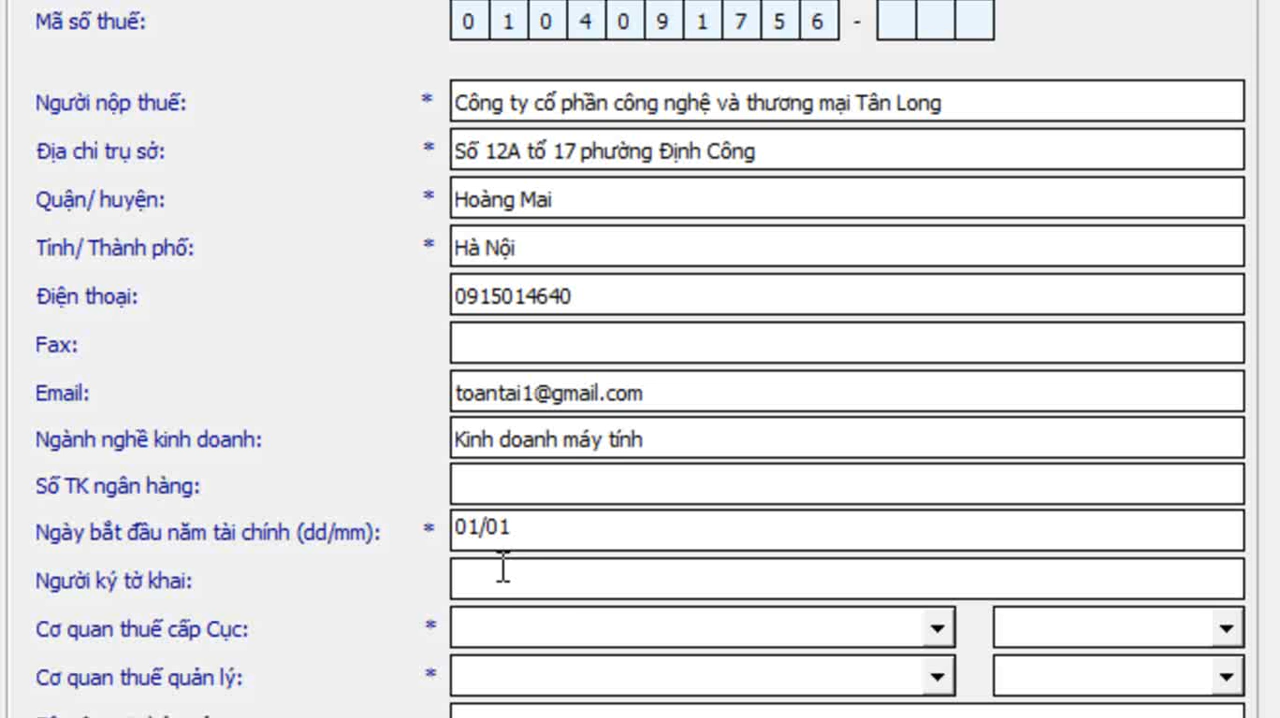 Mã số thuế: 0 1 0 4 0 9 1 7 5 6 -
Người nộp thuế: * Công ty cổ phần công nghệ và thương mại Tân Long
Địa chỉ trụ sở: * Số 12A tổ 17 phường Định Công
Quận/ huyện: * Hoàng Mai
Tỉnh/ Thành phố: * Hà Nội
Điện thoại: 0915014640
Fax:
Email: toantai1@gmail.com
Ngành nghề kinh doanh: Kinh doanh máy tính
Số TK ngân hàng:
Ngày bắt đầu năm tài chính (dd/mm): * 01/01
Người ký tờ khai:
Cơ quan thuế cấp Cục: *
Cơ quan thuế quản lý: *